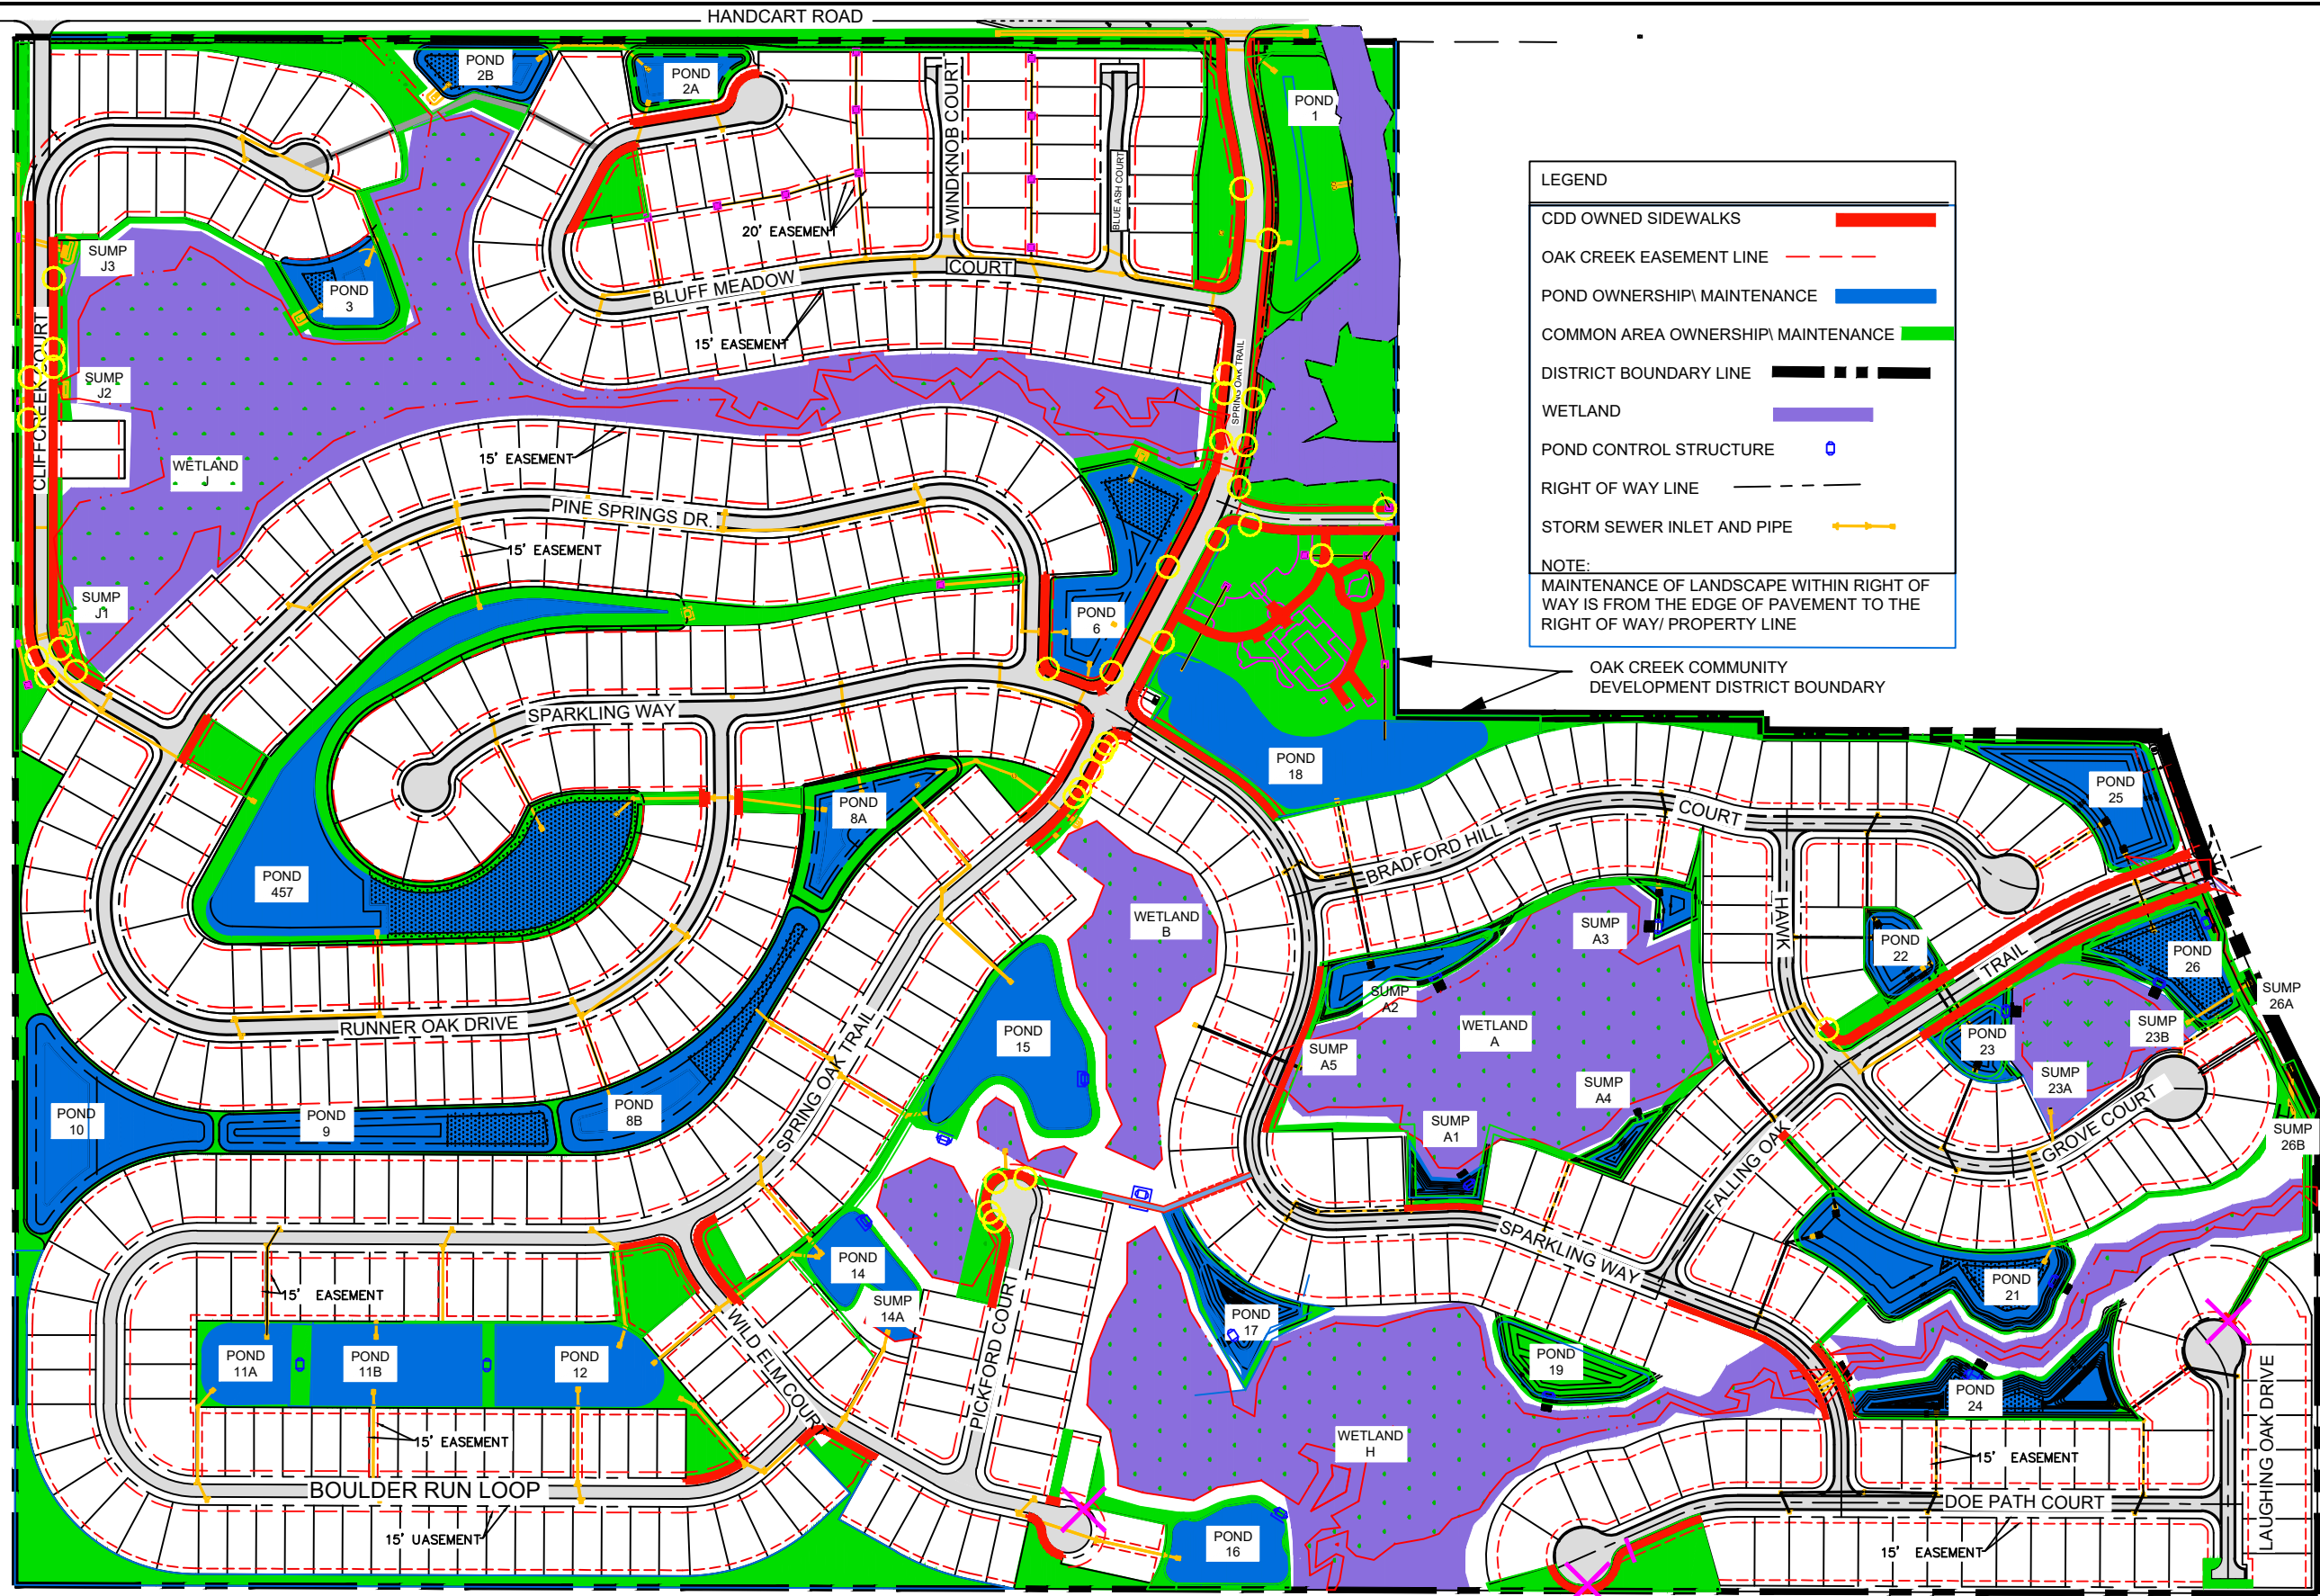 HANDCART ROAD
POND
2B
POND
2A
POND
1
WINDKNOB COURT
BLUE ASH COURT
20' EASEMENT
SUMP
J3
POND
3
BLUFF MEADOW
COURT
15' EASEMENT
CLIFFCREEK COURT
SUMP
J2
SPRING OAK TRAIL
WETLAND
J
15' EASEMENT
PINE SPRINGS DR.
15' EASEMENT
SUMP
J1
POND
6
LEGEND
CDD OWNED SIDEWALKS
OAK CREEK EASEMENT LINE
POND OWNERSHIP\ MAINTENANCE
COMMON AREA OWNERSHIP\ MAINTENANCE
DISTRICT BOUNDARY LINE
WETLAND
POND CONTROL STRUCTURE
RIGHT OF WAY LINE
STORM SEWER INLET AND PIPE
NOTE:
MAINTENANCE OF LANDSCAPE WITHIN RIGHT OF
WAY IS FROM THE EDGE OF PAVEMENT TO THE
RIGHT OF WAY/ PROPERTY LINE
OAK CREEK COMMUNITY
DEVELOPMENT DISTRICT BOUNDARY
SPARKLING WAY
POND
18
POND
25
POND
8A
COURT
BRADFORD HILL
POND
457
WETLAND
B
SUMP
A3
HAWK
POND
22
TRAIL
POND
26
SUMP
26A
SUMP
A2
WETLAND
A
RUNNER OAK DRIVE
POND
15
SPRING OAK TRAIL
SUMP
A5
POND
23
SUMP
23B
SUMP
23A
SUMP
A4
POND
10
POND
9
POND
8B
SUMP
A1
GROVE COURT
SUMP
26B
FALLING OAK
SPARKLING WAY
POND
14
POND
21
15' EASEMENT
SUMP
14A
POND
17
PICKFORD COURT
WILD ELM COURT
POND
11A
POND
11B
POND
12
POND
19
POND
24
LAUGHING OAK DRIVE
15' EASEMENT
WETLAND
H
15' EASEMENT
BOULDER RUN LOOP
DOE PATH COURT
15' UASEMENT
POND
16
15' EASEMENT